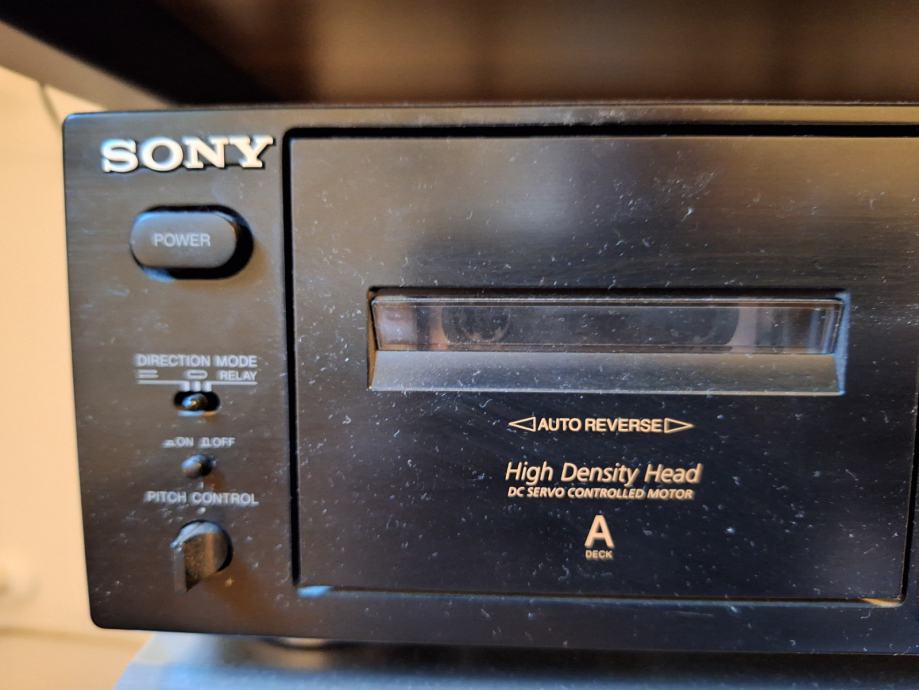 SONY
POWER
DIRECTION MODE
RELAY
ON OFF
PITCH CONTROL
AUTO REVERSE
High Density Head
DC SERVO CONTROLLED MOTOR
A
DECK